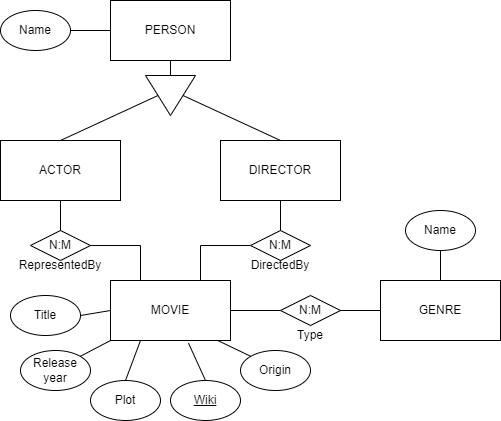 Name
PERSON
ACTOR
DIRECTOR
N:M
RepresentedBy
N:M
DirectedBy
Name
Title
MOVIE
N:M
Type
GENRE
Release
year
Plot
Wiki
Origin